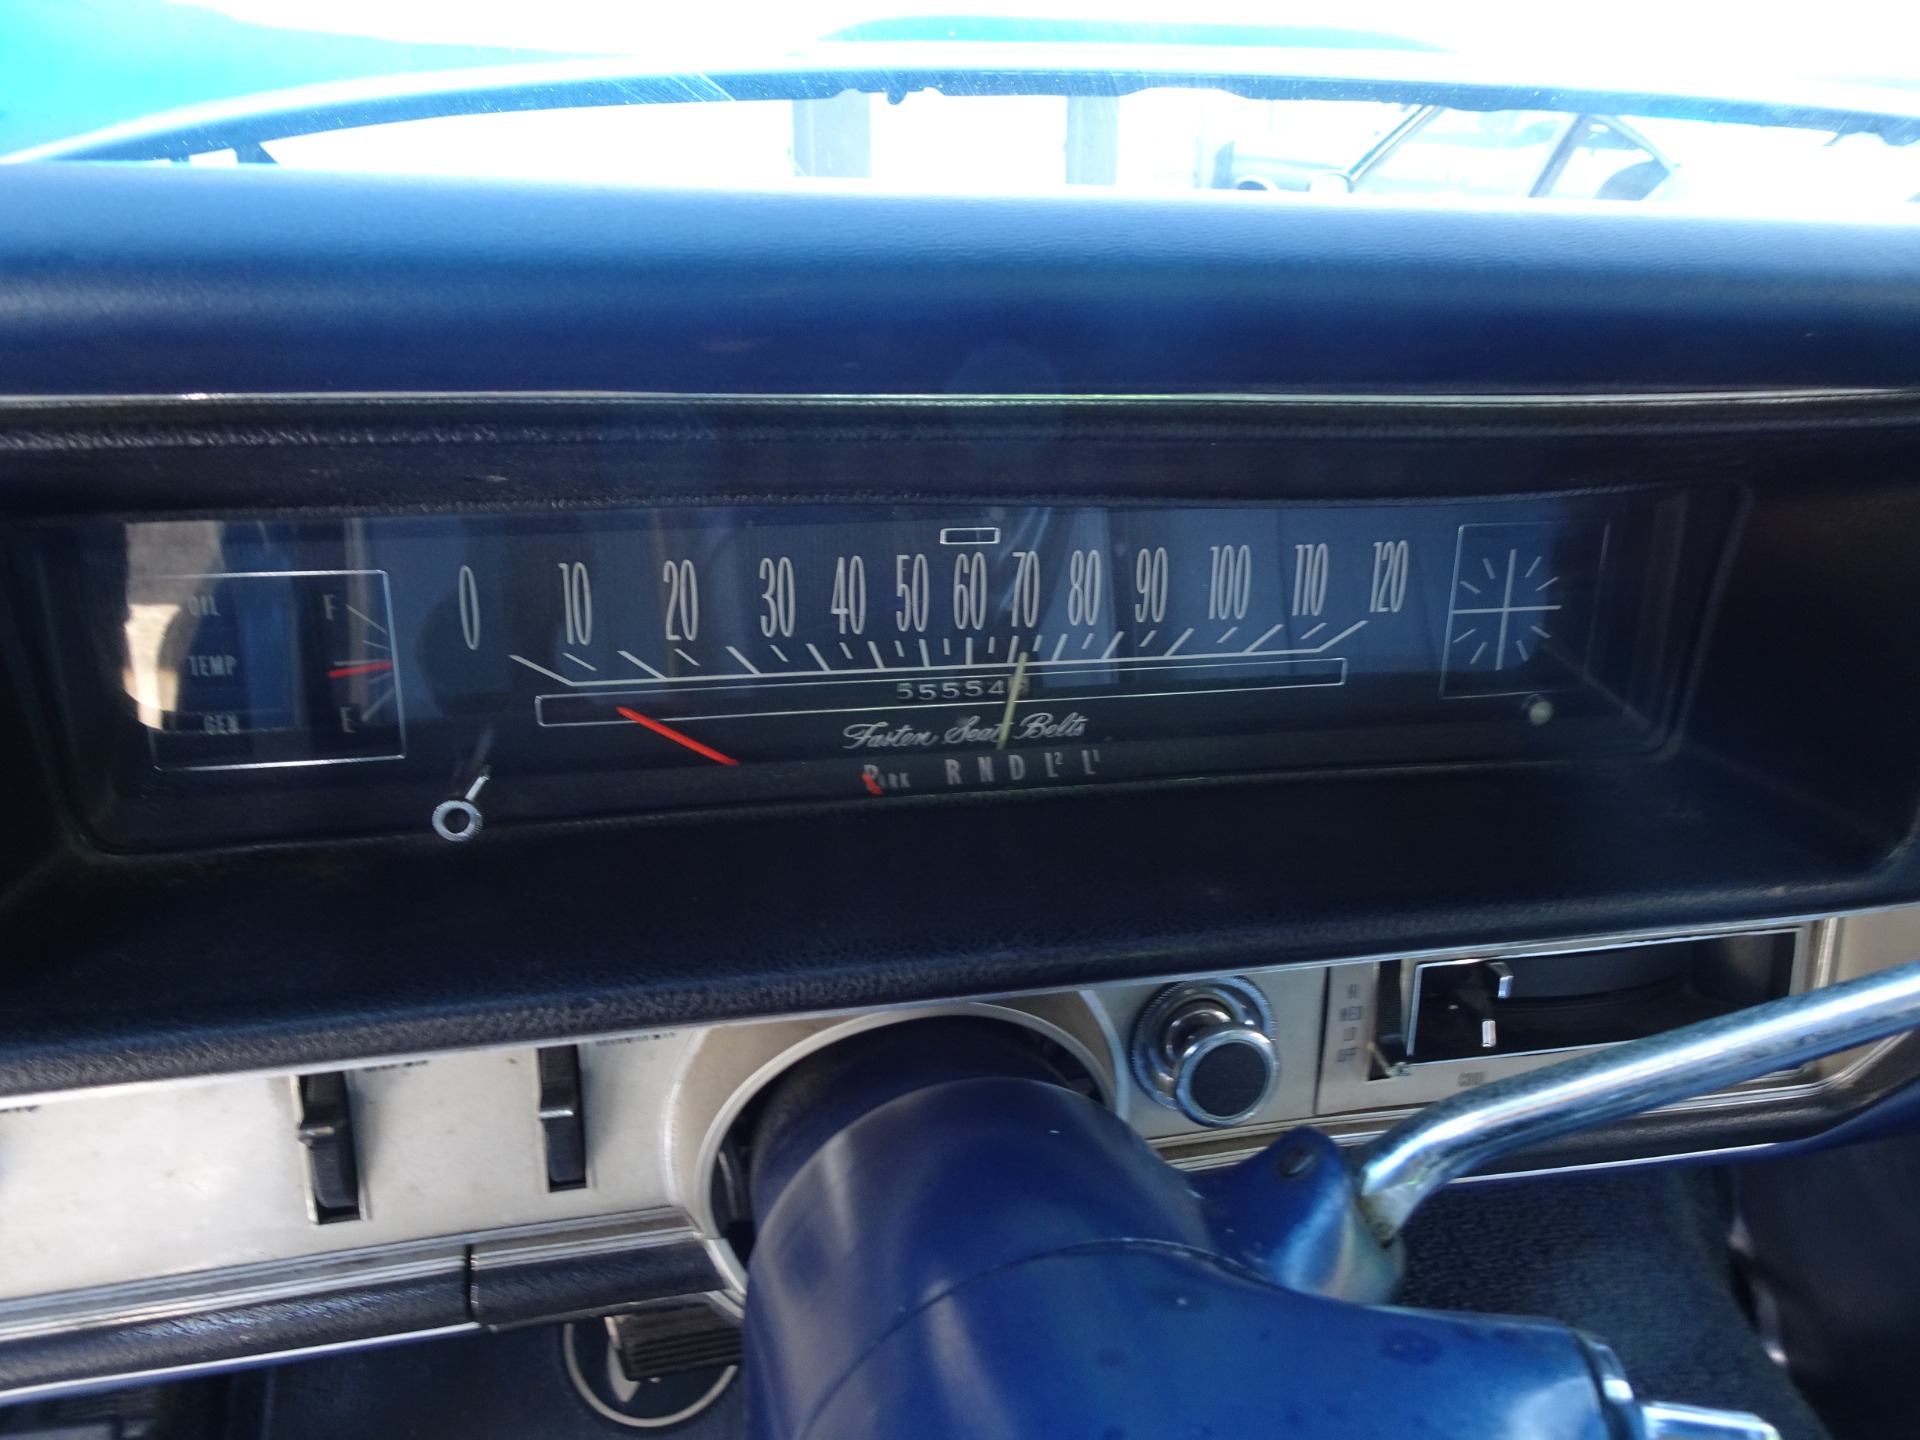 OIL F
TEMP
GEN E
0 10 20 30 40 50 60 70 80 90 100 110 120
55554
Fasten Seat Belts
PARK R N D L2 L1
HI
MED
LO
OFF
COOL